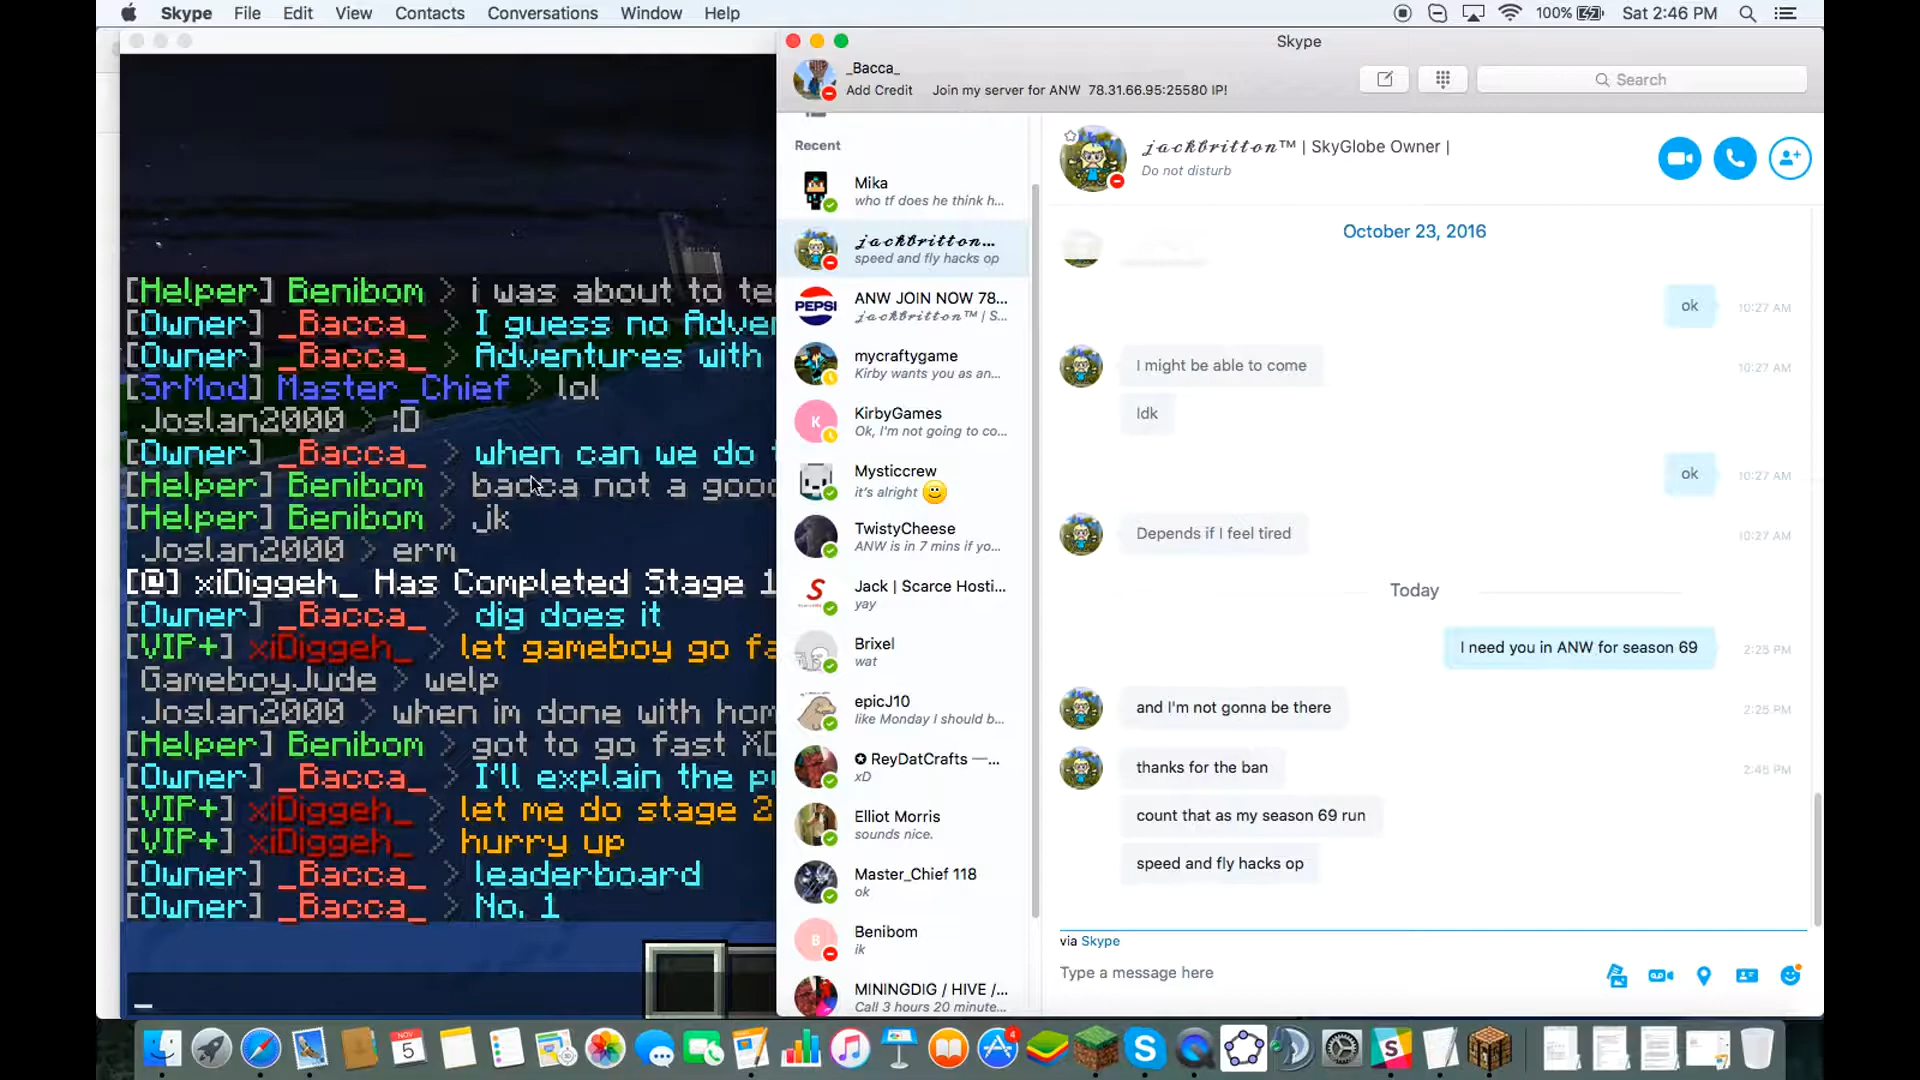 Skype File Edit View Contacts Conversations Window Help
100% Sat 2:46 PM
Skype
_Bacca_
Add Credit Join my server for ANW 78.31.66.95:25580 IP!
Search
Recent
Mika
who tf does he think h...
𝒿𝒶𝒸𝓀𝒷𝓇𝒾𝓉𝓉𝑜𝓃...
speed and fly hacks op
PEPSI
ANW JOIN NOW 78...
𝒿𝒶𝒸𝓀𝒷𝓇𝒾𝓉𝓉𝑜𝓃™ | S...
mycraftygame
Kirby wants you as an...
K
KirbyGames
Ok, I'm not going to co...
Mysticcrew
it's alright
TwistyCheese
ANW is in 7 mins if yo...
S
Jack | Scarce Hosti...
yay
Brixel
wat
epicJ10
like Monday I should b...
✪ ReyDatCrafts —...
xD
Elliot Morris
sounds nice.
Master_Chief 118
ok
B
Benibom
ik
MININGDIG / HIVE /...
Call 3 hours 20 minute...
𝒿𝒶𝒸𝓀𝒷𝓇𝒾𝓉𝓉𝑜𝓃™ | SkyGlobe Owner |
Do not disturb
October 23, 2016
ok 10:27 AM
I might be able to come 10:27 AM
Idk
ok 10:27 AM
Depends if I feel tired 10:27 AM
Today
I need you in ANW for season 69 2:25 PM
and I'm not gonna be there 2:25 PM
thanks for the ban 2:45 PM
count that as my season 69 run
speed and fly hacks op
via Skype
Type a message here
[Helper] Benibom > i was about to te
[Owner] _Bacca_ > I guess no Adven
[Owner] _Bacca_ > Adventures with
[SrMod] Master_Chief > lol
Joslan2000 > :D
[Owner] _Bacca_ > when can we do t
[Helper] Benibom > bacca not a good
[Helper] Benibom > jk
Joslan2000 > erm
[@] xiDiggeh_ Has Completed Stage 1
[Owner] _Bacca_ > dig does it
[VIP+] xiDiggeh_ > let gameboy go fa
GameboyJude > welp
Joslan2000 > when im done with hom
[Helper] Benibom > got to go fast XD
[Owner] _Bacca_ > I'll explain the pu
[VIP+] xiDiggeh_ > let me do stage 2
[VIP+] xiDiggeh_ > hurry up
[Owner] _Bacca_ > leaderboard
[Owner] _Bacca_ > No. 1
_
NOV
5
4